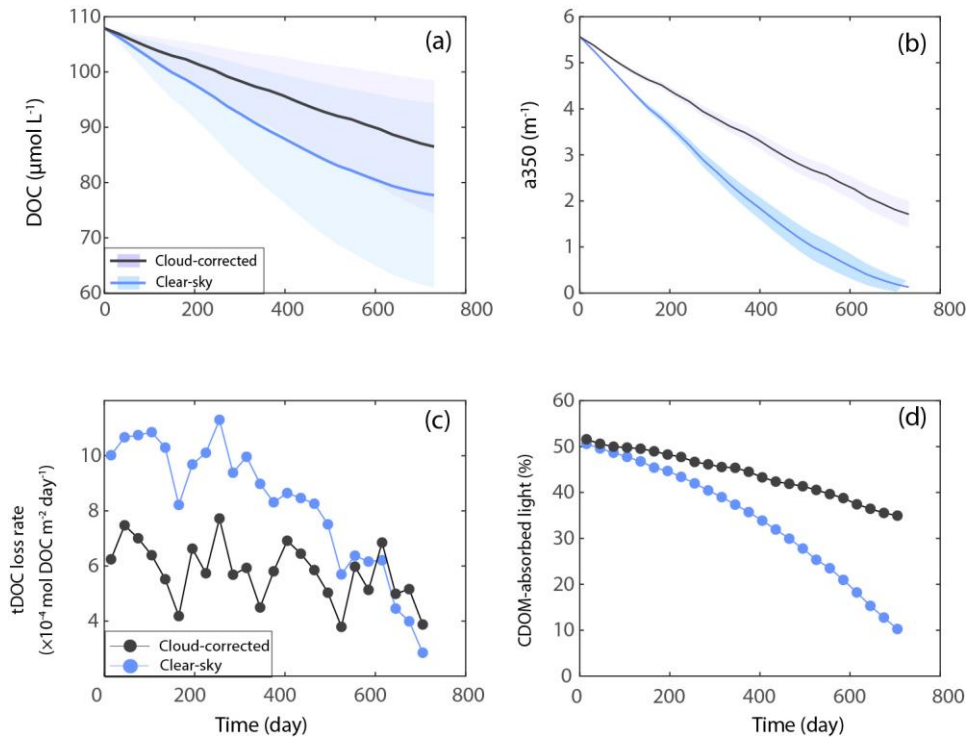 110
100
90
80
70
60
DOC (µmol L⁻¹)
(a)
Cloud-corrected
Clear-sky
0
200
400
600
800
6
5
4
3
2
1
0
a350 (m⁻¹)
(b)
0
200
400
600
800
10
8
6
4
tDOC loss rate
(×10⁻⁴ mol DOC m⁻² day⁻¹)
(c)
Cloud-corrected
Clear-sky
0
200
400
600
800
Time (day)
60
50
40
30
20
10
0
CDOM-absorbed light (%)
(d)
0
200
400
600
800
Time (day)